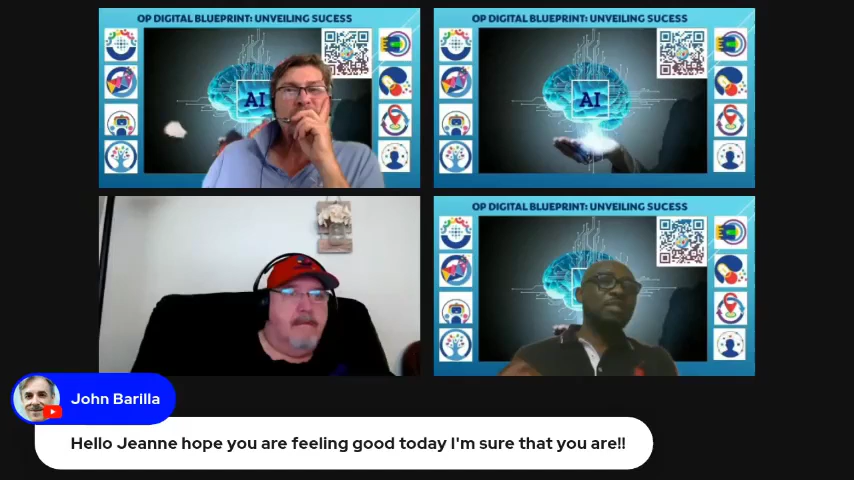 OP DIGITAL BLUEPRINT: UNVEILING SUCESS
AI
OP DIGITAL BLUEPRINT: UNVEILING SUCESS
AI
OP DIGITAL BLUEPRINT: UNVEILING SUCESS
John Barilla
Hello Jeanne hope you are feeling good today I'm sure that you are!!